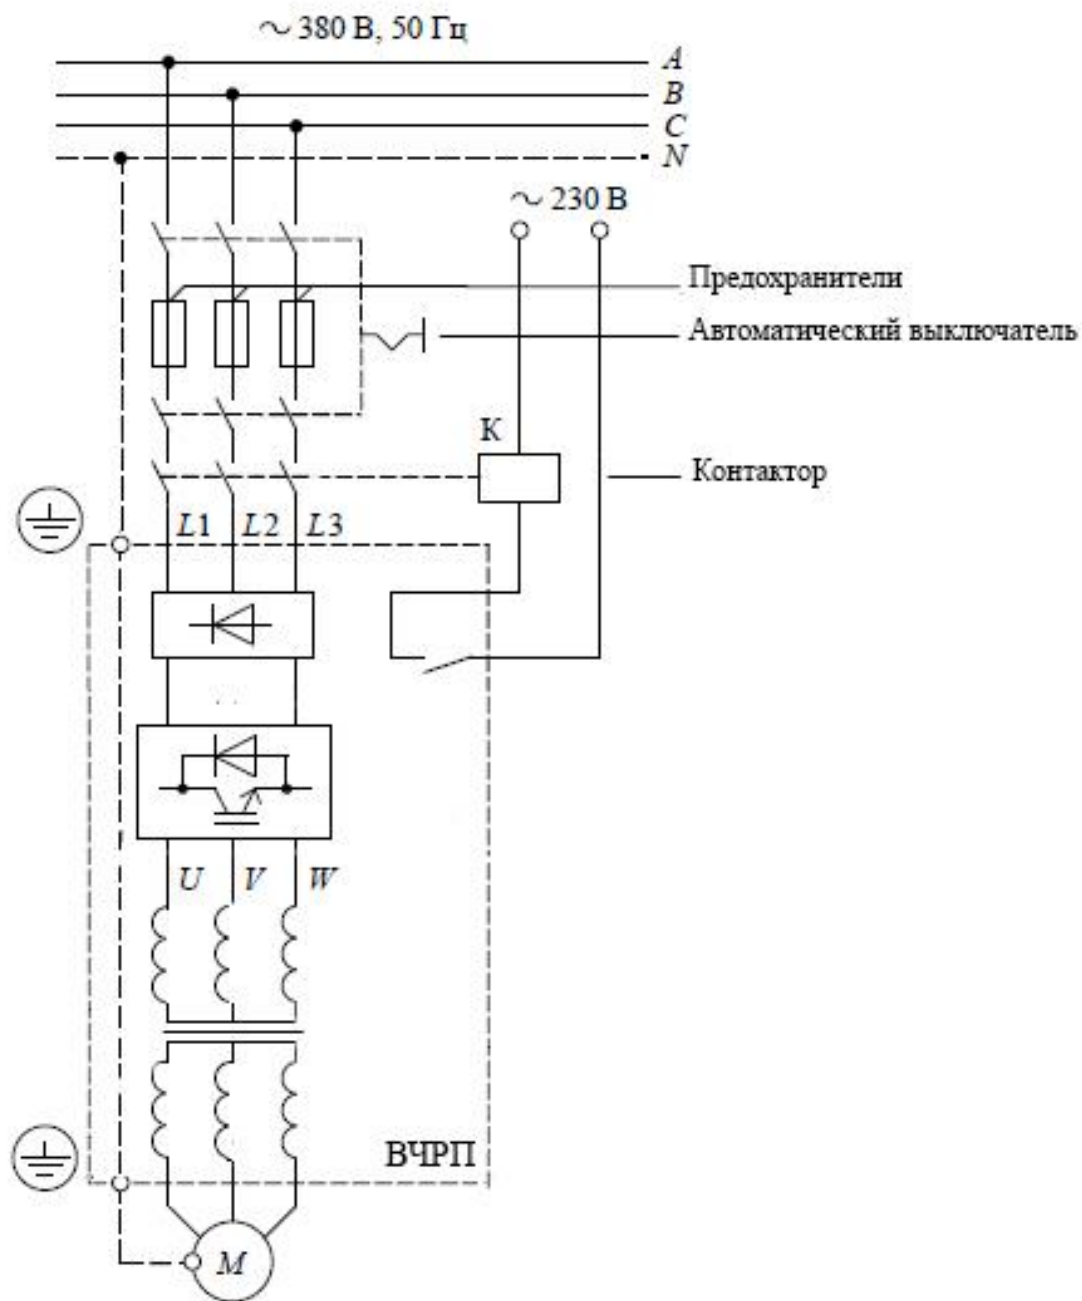 ~ 380 В, 50 Гц
A
B
C
N
~ 230 В
Предохранители
Автоматический выключатель
К
Контактор
L1 L2 L3
U V W
ВЧРП
M